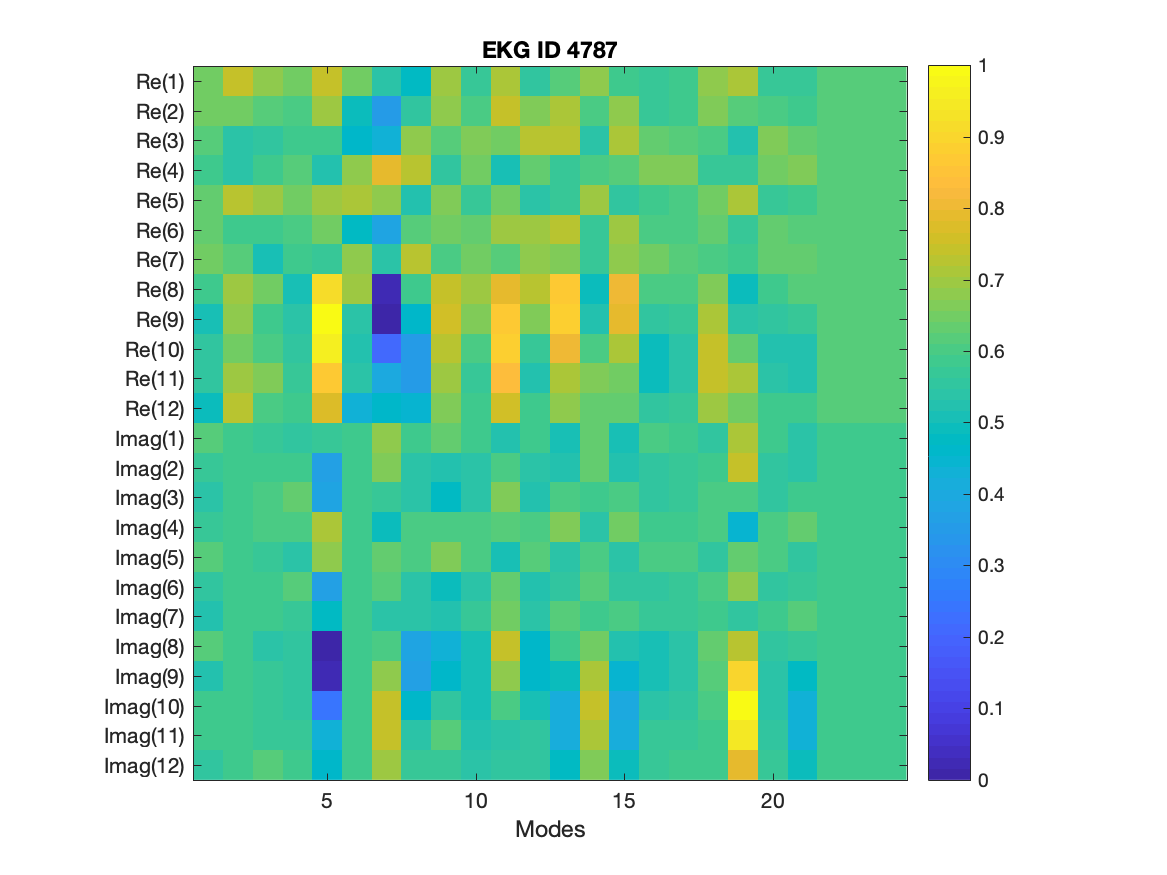 EKG ID 4787
Re(1)
Re(2)
Re(3)
Re(4)
Re(5)
Re(6)
Re(7)
Re(8)
Re(9)
Re(10)
Re(11)
Re(12)
Imag(1)
Imag(2)
Imag(3)
Imag(4)
Imag(5)
Imag(6)
Imag(7)
Imag(8)
Imag(9)
Imag(10)
Imag(11)
Imag(12)
5 10 15 20
Modes
1
0.9
0.8
0.7
0.6
0.5
0.4
0.3
0.2
0.1
0